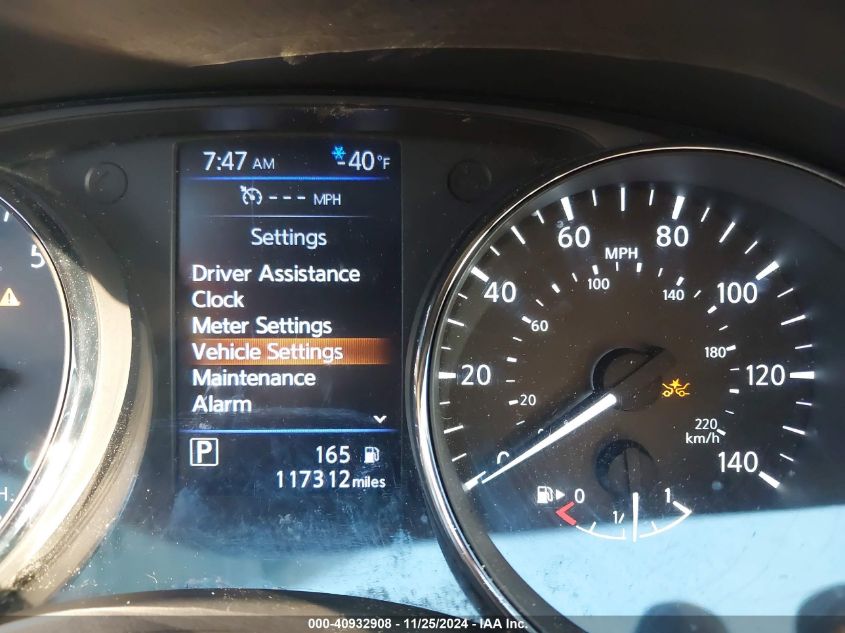 7:47 AM -40°F
--- MPH
Settings
Driver Assistance
Clock
Meter Settings
Vehicle Settings
Maintenance
Alarm
P 165
117312 miles
5
0 20 40 60 80 100 120 140
MPH
20 60 100 140 180 220
km/h
0 1
000-40932908 - 11/25/2024 - IAA Inc.